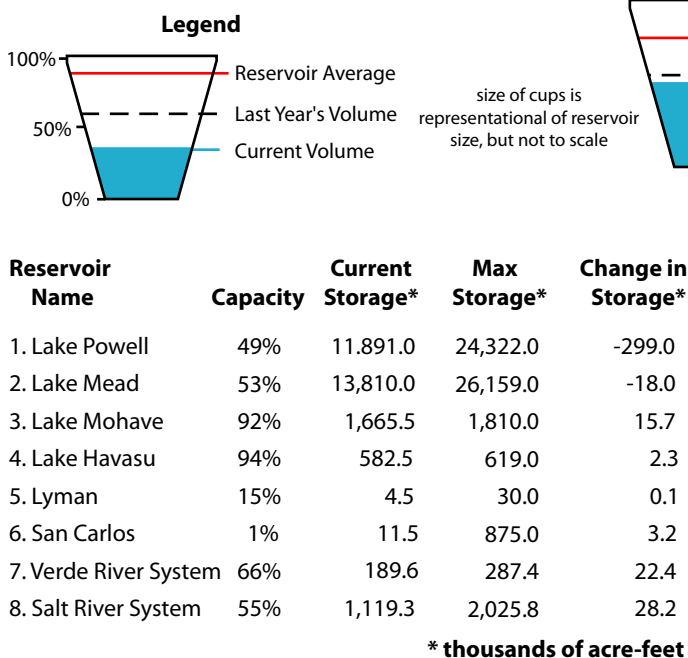 Legend
100%
Reservoir Average
Last Year's Volume
50%
Current Volume
0%
size of cups is
representational of reservoir
size, but not to scale
Reservoir Current Max Change in
Name Capacity Storage* Storage* Storage*
1. Lake Powell 49% 11.891.0 24,322.0 -299.0
2. Lake Mead 53% 13,810.0 26,159.0 -18.0
3. Lake Mohave 92% 1,665.5 1,810.0 15.7
4. Lake Havasu 94% 582.5 619.0 2.3
5. Lyman 15% 4.5 30.0 0.1
6. San Carlos 1% 11.5 875.0 3.2
7. Verde River System 66% 189.6 287.4 22.4
8. Salt River System 55% 1,119.3 2,025.8 28.2
* thousands of acre-feet